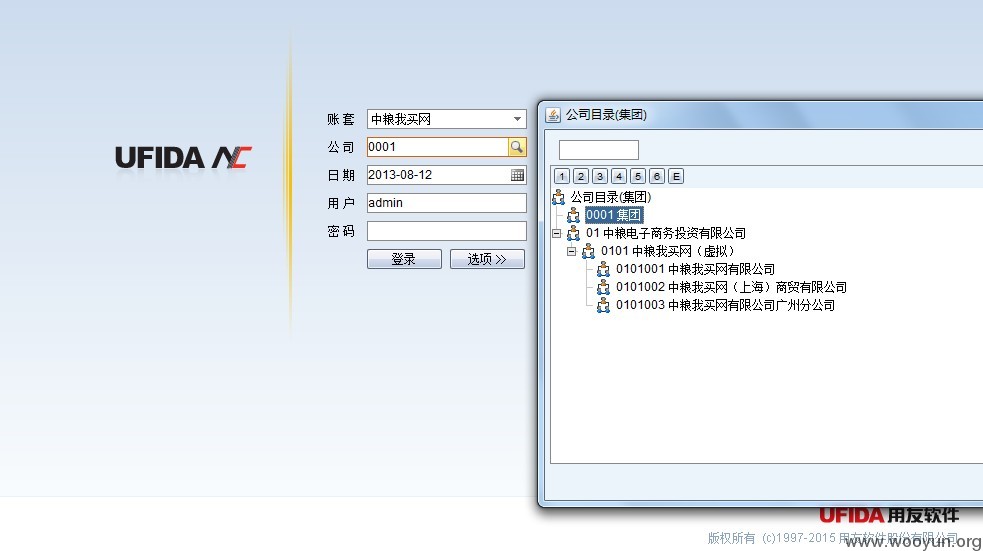 UFIDA NC
账套 中粮我买网
公司 0001
日期 2013-08-12
用户 admin
密码
登录 选项 >>
公司目录(集团)
1 2 3 4 5 6 E
公司目录(集团)
0001 集团
01 中粮电子商务投资有限公司
0101 中粮我买网（虚拟）
0101001 中粮我买网有限公司
0101002 中粮我买网（上海）商贸有限公司
0101003 中粮我买网有限公司广州分公司
UFIDA 用友软件
版权所有 (c)1997-2015 用友软件股份有限公司
www.wooyun.org